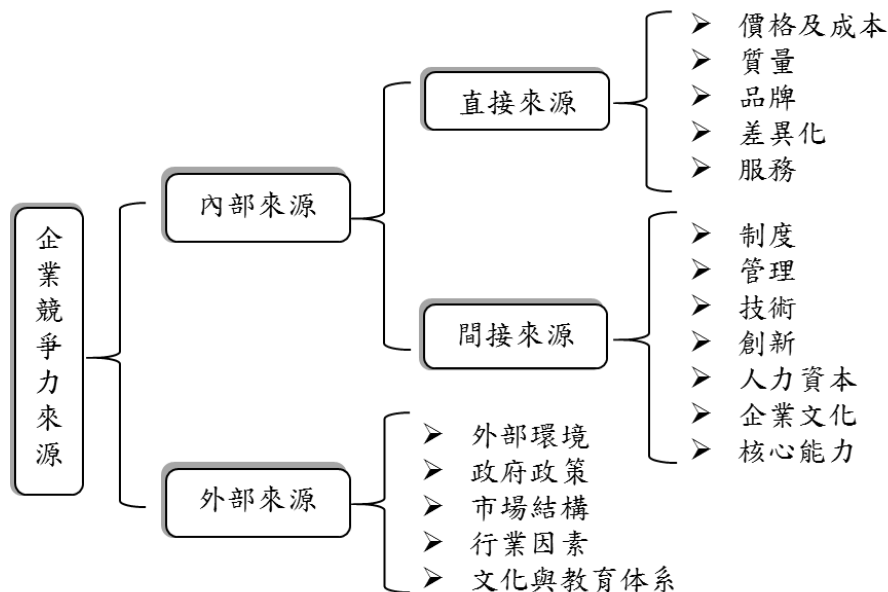 企業競爭力來源
內部來源
直接來源
價格及成本
質量
品牌
差異化
服務
間接來源
制度
管理
技術
創新
人力資本
企業文化
核心能力
外部來源
外部環境
政府政策
市場結構
行業因素
文化與教育体系